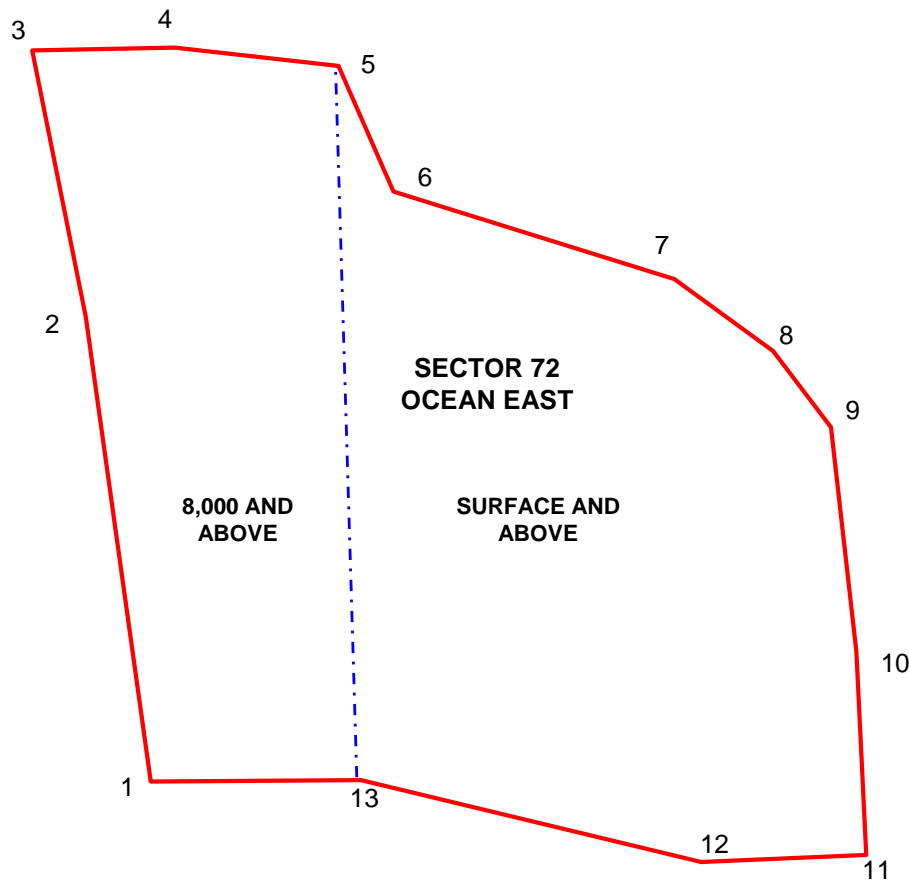 3
4
5
6
7
2
8
SECTOR 72
OCEAN EAST
9
8,000 AND
ABOVE
SURFACE AND
ABOVE
10
1
13
12
11